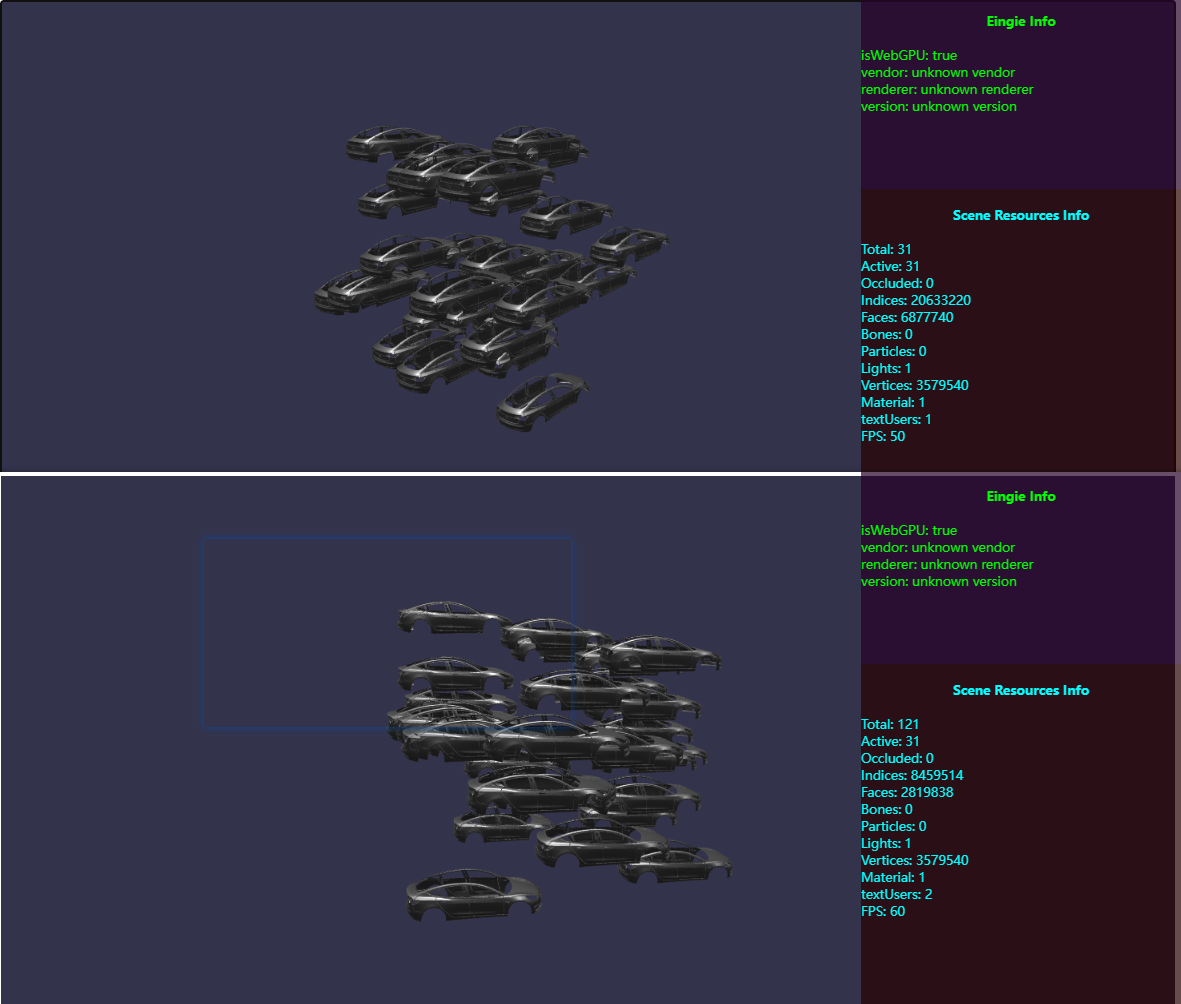 Eingie Info
isWebGPU: true
vendor: unknown vendor
renderer: unknown renderer
version: unknown version
Scene Resources Info
Total: 31
Active: 31
Occluded: 0
Indices: 20633220
Faces: 6877740
Bones: 0
Particles: 0
Lights: 1
Vertices: 3579540
Material: 1
textUsers: 1
FPS: 50
Eingie Info
isWebGPU: true
vendor: unknown vendor
renderer: unknown renderer
version: unknown version
Scene Resources Info
Total: 121
Active: 31
Occluded: 0
Indices: 8459514
Faces: 2819838
Bones: 0
Particles: 0
Lights: 1
Vertices: 3579540
Material: 1
textUsers: 2
FPS: 60